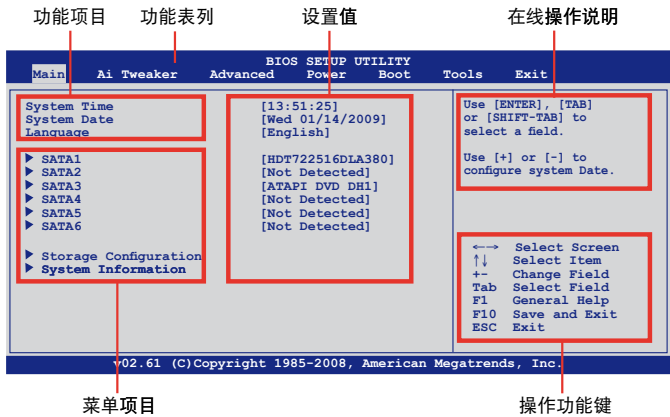 功能项目 功能表列 设置值 在线操作说明
BIOS SETUP UTILITY
Main Ai Tweaker Advanced Power Boot Tools Exit
System Time [13:51:25]
System Date [Wed 01/14/2009]
Language [English]
SATA1 [HDT722516DLA380]
SATA2 [Not Detected]
SATA3 [ATAPI DVD DH1]
SATA4 [Not Detected]
SATA5 [Not Detected]
SATA6 [Not Detected]
Storage Configuration
System Information
Use [ENTER], [TAB]
or [SHIFT-TAB] to
select a field.
Use [+] or [-] to
configure system Date.
←→ Select Screen
↑↓ Select Item
+- Change Field
Tab Select Field
F1 General Help
F10 Save and Exit
ESC Exit
v02.61 (C)Copyright 1985-2008, American Megatrends, Inc.
菜单项目 操作功能键